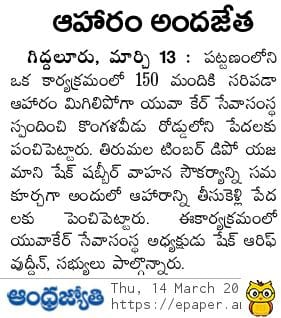 ఆహారం అందజేత
గిద్దలూరు, మార్చి 13 : పట్టణంలోని
ఒక కార్యక్రమంలో 150 మందికి సరిపడా
ఆహారం మిగిలిపోగా యువా కేర్ సేవాసంస్థ
స్పందించి కొంగళవీడు రోడ్డులోని పేదలకు
పంచిపెట్టారు. తిరుమల టింబర్ డిపో యజ
మాని షేక్ షబ్బీర్ వాహన సౌకర్యాన్ని సమ
కూర్చగా అందులో ఆహారాన్ని తీసుకెళ్లి పేద
లకు పెంచిపెట్టారు. ఈకార్యక్రమంలో
యువాకేర్ సేవాసంస్థ అధ్యక్షుడు షేక్ ఆరిఫ్
వుద్దీన్, సభ్యులు పాల్గొన్నారు.
ఆంధ్రజ్యోతి
Thu, 14 March 20
https://epaper.an